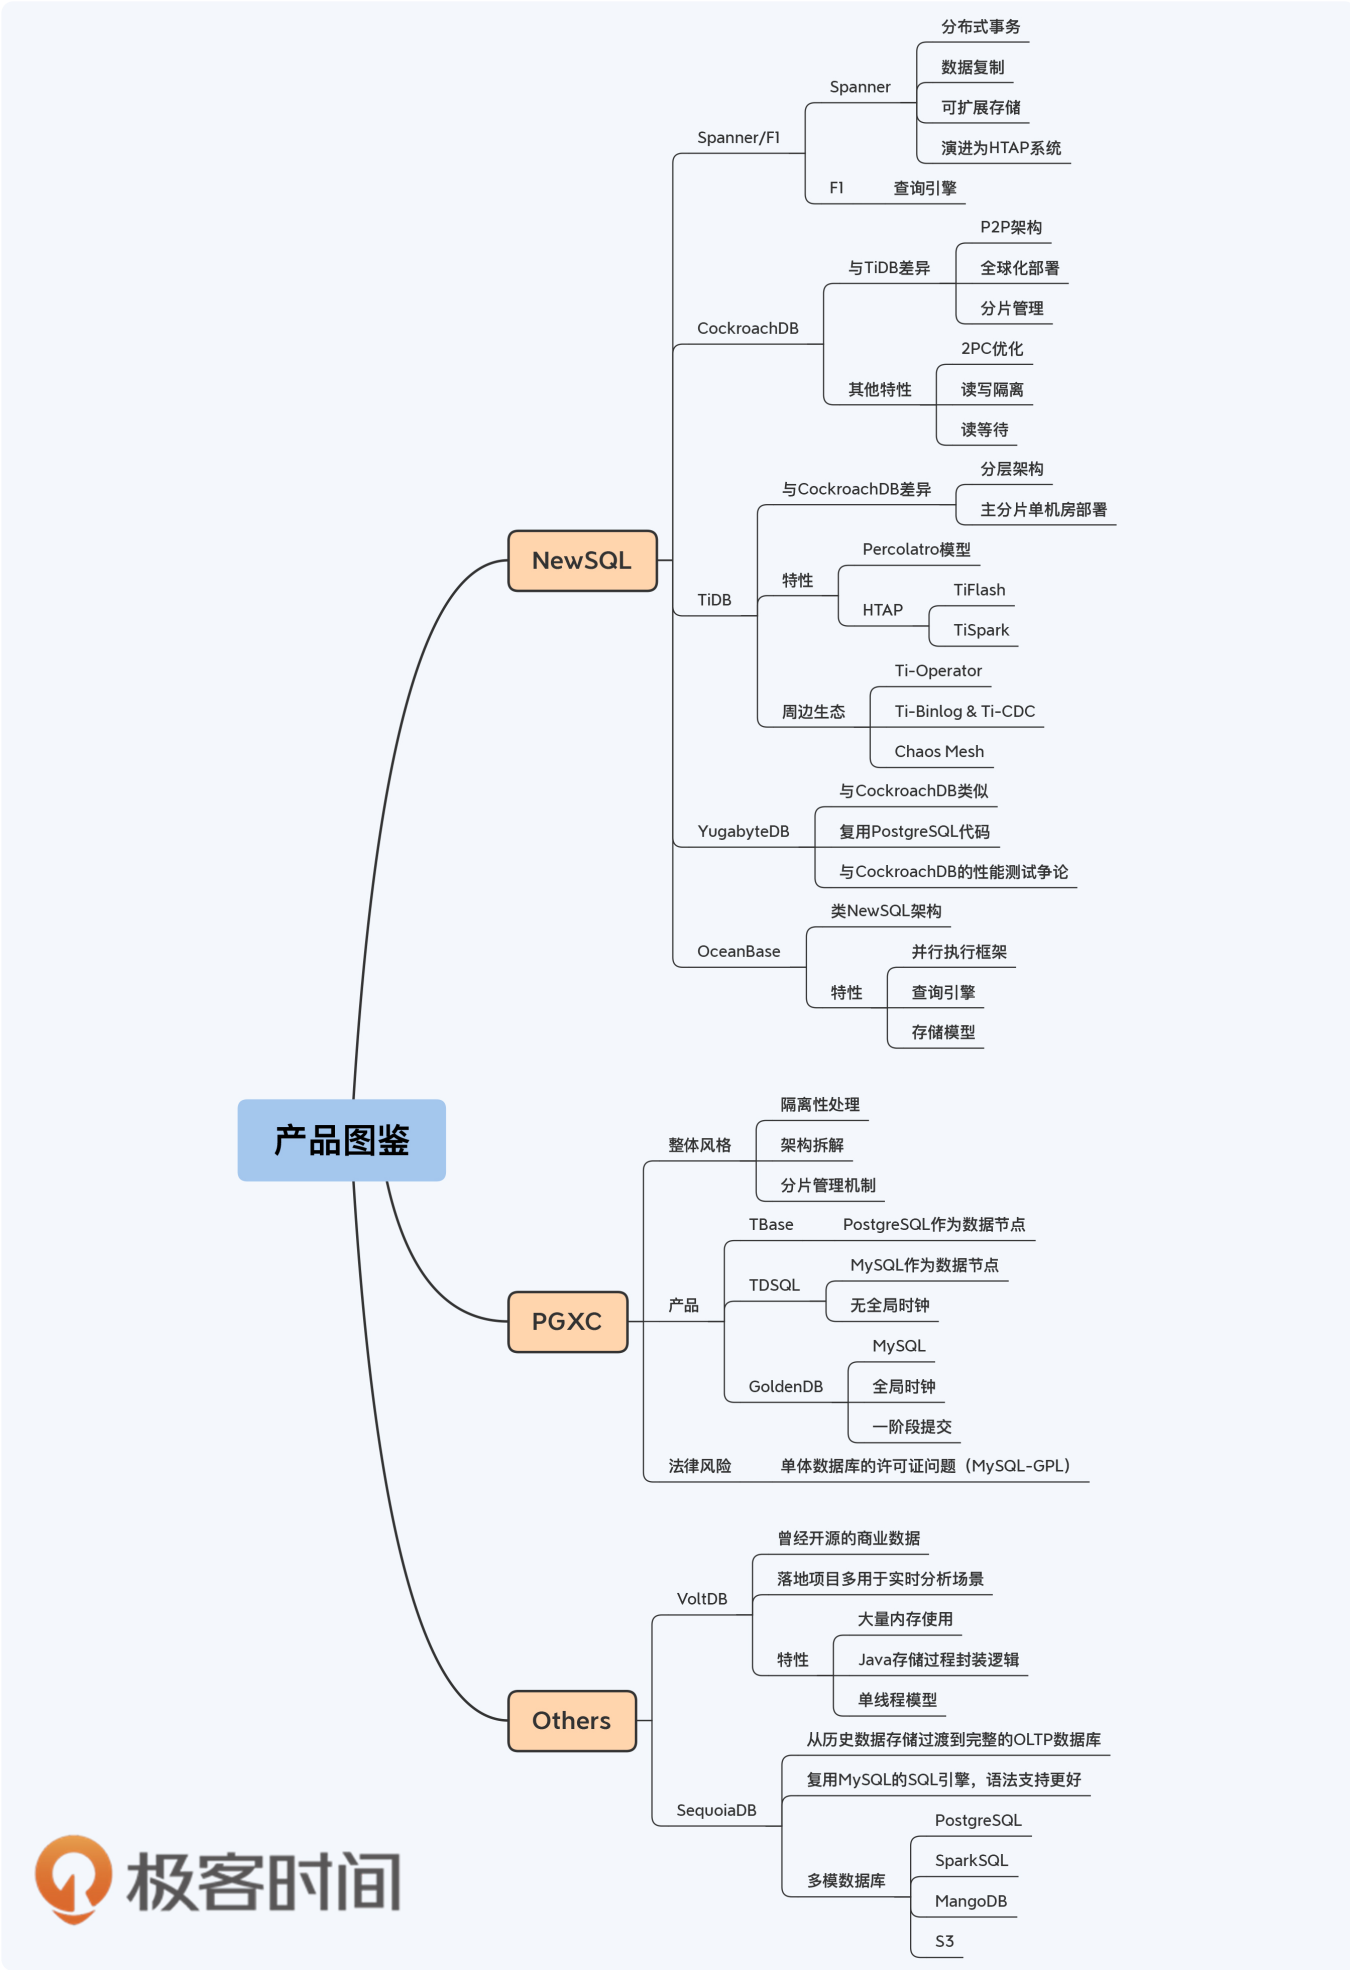 产品图鉴
NewSQL
Spanner/F1
Spanner
分布式事务
数据复制
可扩展存储
演进为HTAP系统
F1
查询引擎
CockroachDB
与TiDB差异
P2P架构
全球化部署
分片管理
其他特性
2PC优化
读写隔离
读等待
TiDB
与CockroachDB差异
分层架构
主分片单机房部署
特性
Percolatro模型
HTAP
TiFlash
TiSpark
周边生态
Ti-Operator
Ti-Binlog & Ti-CDC
Chaos Mesh
YugabyteDB
与CockroachDB类似
复用PostgreSQL代码
与CockroachDB的性能测试争论
OceanBase
类NewSQL架构
特性
并行执行框架
查询引擎
存储模型
PGXC
整体风格
隔离性处理
架构拆解
分片管理机制
产品
TBase
PostgreSQL作为数据节点
TDSQL
MySQL作为数据节点
无全局时钟
GoldenDB
MySQL
全局时钟
一阶段提交
法律风险
单体数据库的许可证问题（MySQL-GPL）
Others
VoltDB
曾经开源的商业数据
落地项目多用于实时分析场景
特性
大量内存使用
Java存储过程封装逻辑
单线程模型
SequoiaDB
从历史数据存储过渡到完整的OLTP数据库
复用MySQL的SQL引擎，语法支持更好
多模数据库
PostgreSQL
SparkSQL
MangoDB
S3
极客时间